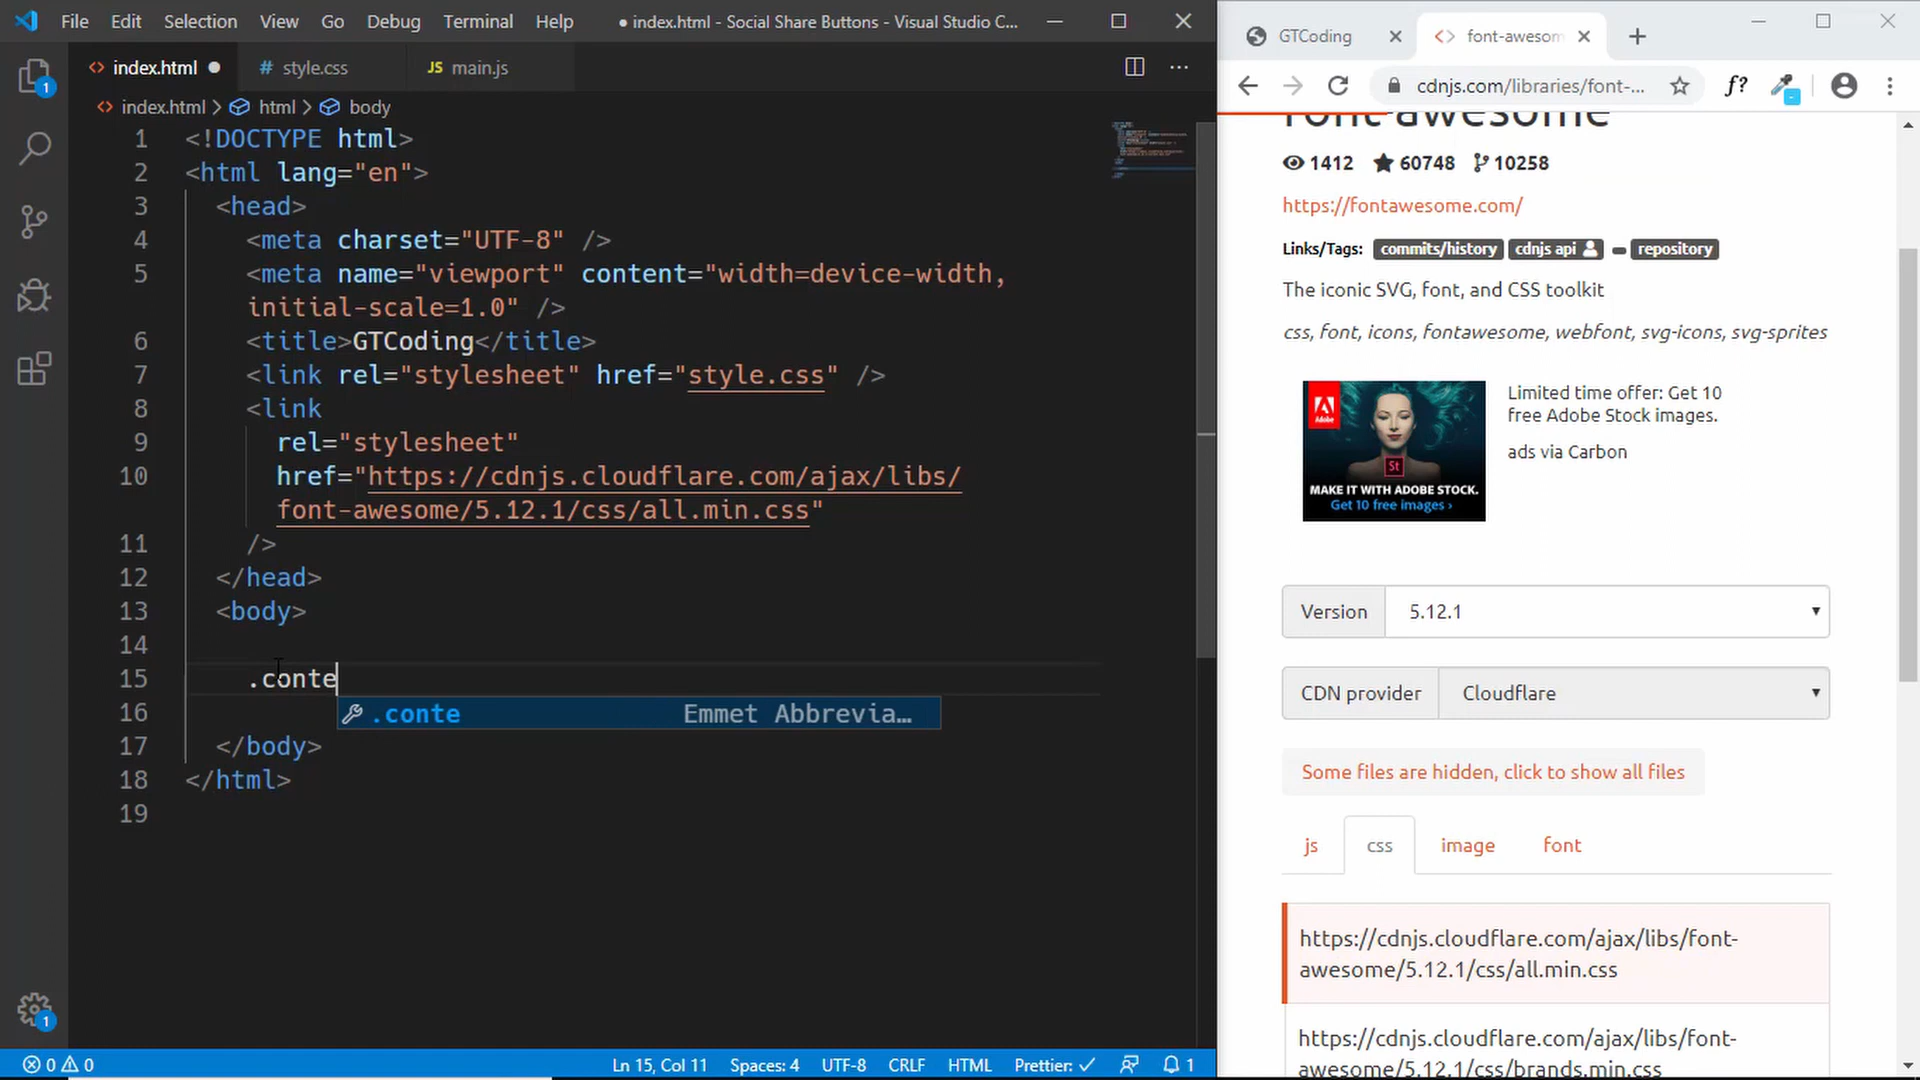 File Edit Selection View Go Debug Terminal Help ● index.html - Social Share Buttons - Visual Studio C...
index.html ● # style.css JS main.js
index.html > html > body
1 <!DOCTYPE html>
2 <html lang="en">
3 <head>
4 <meta charset="UTF-8" />
5 <meta name="viewport" content="width=device-width,
initial-scale=1.0" />
6 <title>GTCoding</title>
7 <link rel="stylesheet" href="style.css" />
8 <link
9 rel="stylesheet"
10 href="https://cdnjs.cloudflare.com/ajax/libs/
font-awesome/5.12.1/css/all.min.css"
11 />
12 </head>
13 <body>
14
15 .conte
16 .conte Emmet Abbrevia…
17 </body>
18 </html>
19
1
1
0 0 Ln 15, Col 11 Spaces: 4 UTF-8 CRLF HTML Prettier: ✓ 1
GTCoding font-awesom
cdnjs.com/libraries/font-... f?
font-awesome
1412 60748 10258
https://fontawesome.com/
Links/Tags: commits/history cdnjs api repository
The iconic SVG, font, and CSS toolkit
css, font, icons, fontawesome, webfont, svg-icons, svg-sprites
Adobe
St
MAKE IT WITH ADOBE STOCK.
Get 10 free images ›
Limited time offer: Get 10
free Adobe Stock images.
ads via Carbon
Version 5.12.1
CDN provider Cloudflare
Some files are hidden, click to show all files
js css image font
https://cdnjs.cloudflare.com/ajax/libs/font-
awesome/5.12.1/css/all.min.css
https://cdnjs.cloudflare.com/ajax/libs/font-
awesome/5.12.1/css/brands.min.css